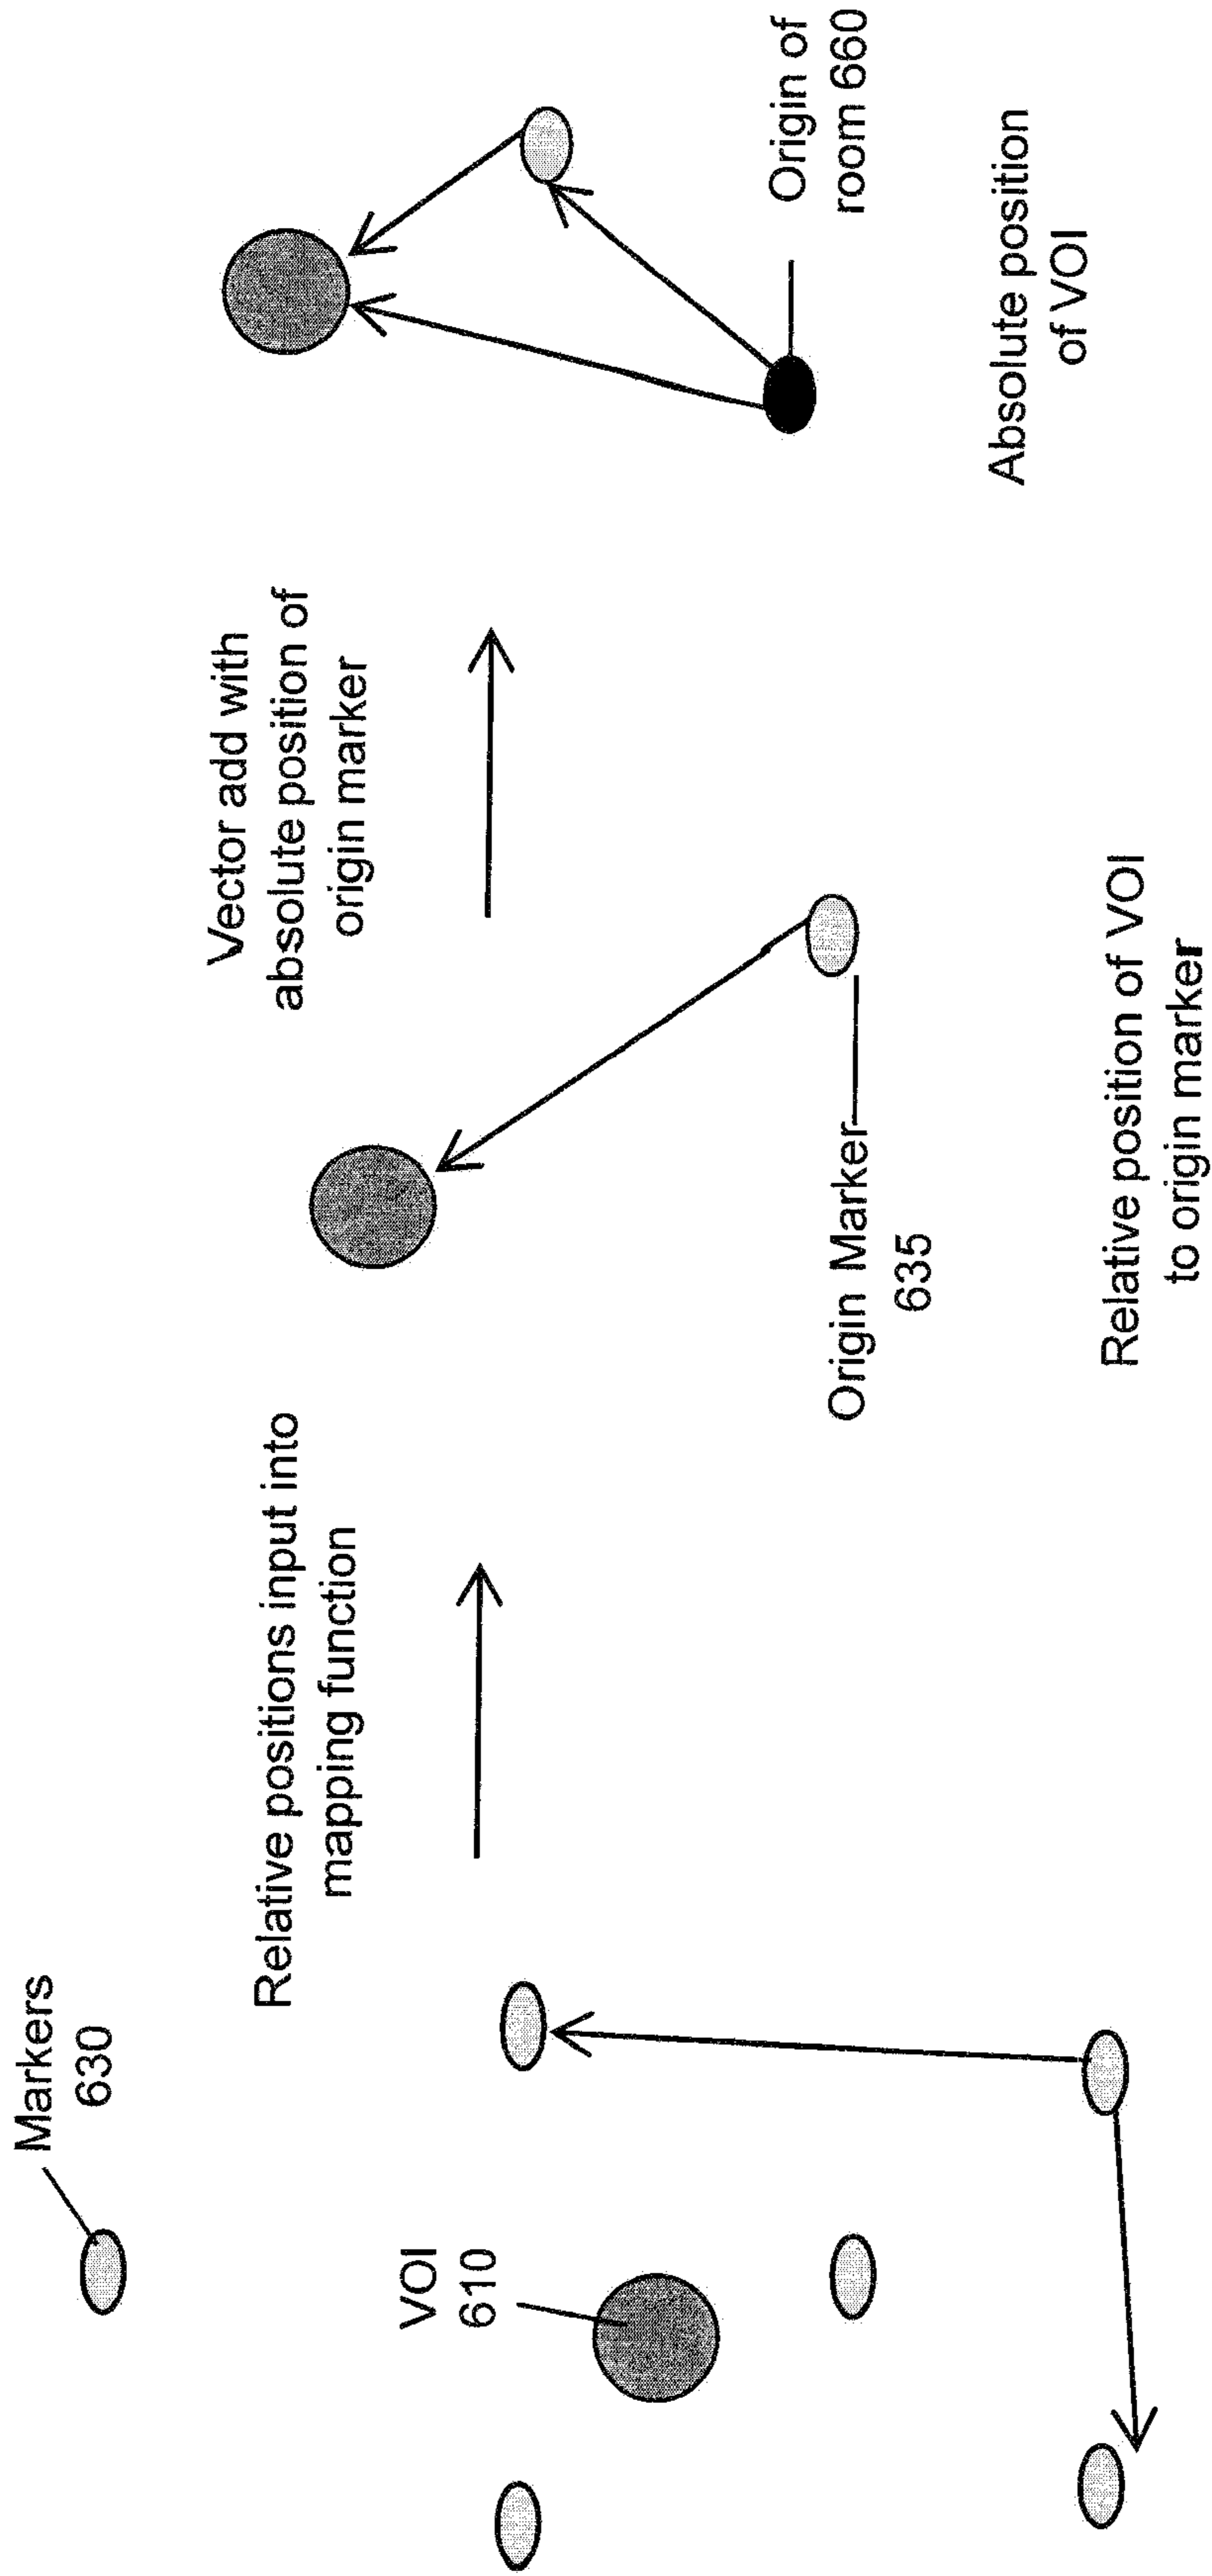 Markers
630
VOI
610
Relative positions input into
mapping function
Origin Marker
635
Relative position of VOI
to origin marker
Vector add with
absolute position of
origin marker
Origin of
room 660
Absolute position
of VOI